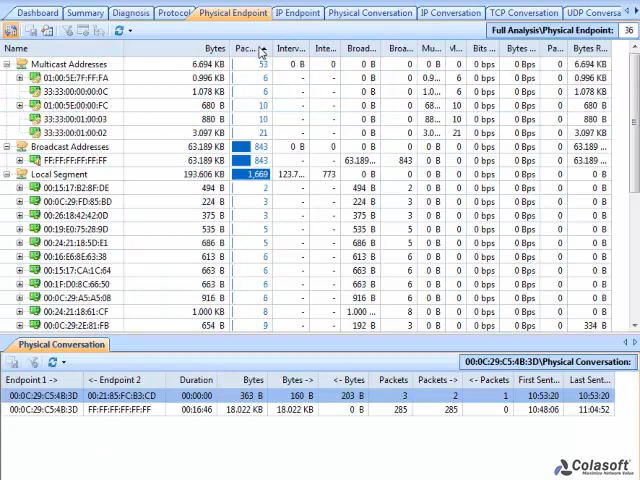 Dashboard Summary Diagnosis Protocol Physical Endpoint IP Endpoint Physical Conversation IP Conversation TCP Conversation UDP Conversa
Full Analysis\Physical Endpoint: 36
Name Bytes Pac... Interv... Inte... Broad... Broa... Mu... Bits ... Bytes ... Pa... Bytes R...
Multicast Addresses 6.694 KB 53 0 B 0 0 B 0 0 B 0 0 bps 0 bps 0 6.694 KB
01:00:5E:7F:FF:FA 0.996 KB 6 - - 0 B 0 0.9... 6 0 bps 0 bps 0 0.996 KB
33:33:00:00:00:0C 1.078 KB 6 - - 0 B 0 1.0... 6 0 bps 0 bps 0 1.078 KB
01:00:5E:00:00:FC 680 B 10 - - 0 B 0 68... 10 0 bps 0 bps 0 680 B
33:33:00:01:00:03 880 B 10 - - 0 B 0 88... 10 0 bps 0 bps 0 880 B
33:33:00:01:00:02 3.097 KB 21 - - 0 B 0 3.0... 21 0 bps 0 bps 0 3.097 KB
Broadcast Addresses 63.189 KB 843 0 B 0 0 B 0 0 B 0 0 bps 0 bps 0 63.189 ...
FF:FF:FF:FF:FF:FF 63.189 KB 843 - - 63.189... 843 0 B 0 0 bps 0 bps 0 63.189 ...
Local Segment 193.606 KB 1,669 123.7... 773 0 B 0 0 B 0 0 bps 0 bps 0 0 B
00:15:17:B2:8F:DE 494 B 2 - - 494 B 2 0 B 0 0 bps 0 bps 0 0 B
00:0C:29:FD:85:BD 224 B 3 - - 224 B 3 0 B 0 0 bps 0 bps 0 0 B
00:26:18:42:42:0D 375 B 3 - - 375 B 3 0 B 0 0 bps 0 bps 0 0 B
00:19:E0:75:28:9D 535 B 5 - - 535 B 5 0 B 0 0 bps 0 bps 0 0 B
00:24:21:18:5D:E1 686 B 5 - - 686 B 5 0 B 0 0 bps 0 bps 0 0 B
00:16:E6:8E:63:38 613 B 6 - - 613 B 6 0 B 0 0 bps 0 bps 0 0 B
00:15:17:CA:1C:64 663 B 6 - - 663 B 6 0 B 0 0 bps 0 bps 0 0 B
00:1F:D0:8C:66:50 663 B 6 - - 663 B 6 0 B 0 0 bps 0 bps 0 0 B
00:0C:29:A5:A5:08 916 B 6 - - 916 B 6 0 B 0 0 bps 0 bps 0 0 B
00:24:21:18:61:CF 1.000 KB 8 - - 1.000 ... 8 0 B 0 0 bps 0 bps 0 0 B
00:0C:29:2E:81:FB 654 B 9 - - 192 B 3 0 B 0 0 bps 0 bps 0 334 B
Physical Conversation
00:0C:29:C5:4B:3D\Physical Conversation:
Endpoint 1 -> <- Endpoint 2 Duration Bytes Bytes -> <- Bytes Packets Packets -> <- Packets First Sent... Last Sent...
00:0C:29:C5:4B:3D 00:21:85:FC:B3:CD 00:00:00 363 B 160 B 203 B 3 2 1 10:53:20 10:53:20
00:0C:29:C5:4B:3D FF:FF:FF:FF:FF:FF 00:16:46 18.022 KB 18.022 KB 0 B 285 285 0 10:48:06 11:04:52
Colasoft
Maximize Network Value